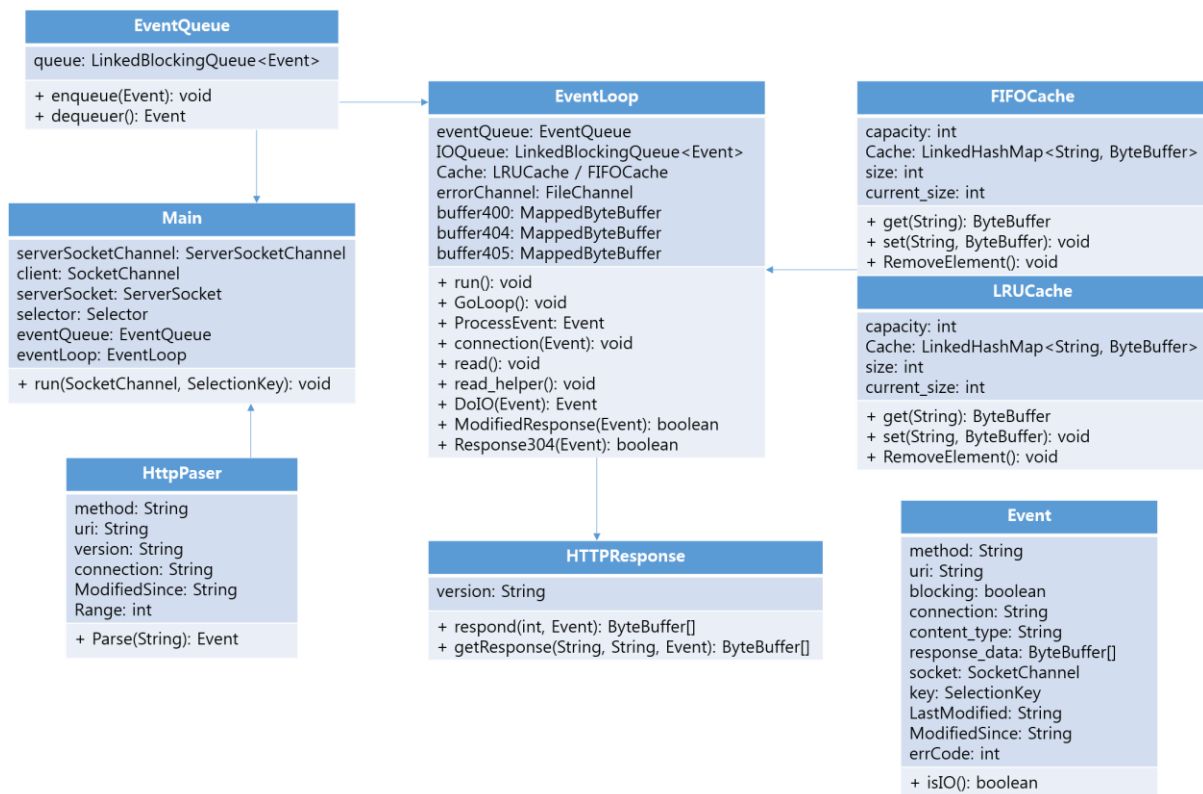 EventQueue
queue: LinkedBlockingQueue<Event>
+ enqueue(Event): void
+ dequeuer(): Event
Main
serverSocketChannel: ServerSocketChannel
client: SocketChannel
serverSocket: ServerSocket
selector: Selector
eventQueue: EventQueue
eventLoop: EventLoop
+ run(SocketChannel, SelectionKey): void
HttpPaser
method: String
uri: String
version: String
connection: String
ModifiedSince: String
Range: int
+ Parse(String): Event
EventLoop
eventQueue: EventQueue
IOQueue: LinkedBlockingQueue<Event>
Cache: LRUCache / FIFOCache
errorChannel: FileChannel
buffer400: MappedByteBuffer
buffer404: MappedByteBuffer
buffer405: MappedByteBuffer
+ run(): void
+ GoLoop(): void
+ ProcessEvent: Event
+ connection(Event): void
+ read(): void
+ read_helper(): void
+ DoIO(Event): Event
+ ModifiedResponse(Event): boolean
+ Response304(Event): boolean
HTTPResponse
version: String
+ respond(int, Event): ByteBuffer[]
+ getResponse(String, String, Event): ByteBuffer[]
FIFOCache
capacity: int
Cache: LinkedHashMap<String, ByteBuffer>
size: int
current_size: int
+ get(String): ByteBuffer
+ set(String, ByteBuffer): void
+ RemoveElement(): void
LRUCache
capacity: int
Cache: LinkedHashMap<String, ByteBuffer>
size: int
current_size: int
+ get(String): ByteBuffer
+ set(String, ByteBuffer): void
+ RemoveElement(): void
Event
method: String
uri: String
blocking: boolean
connection: String
content_type: String
response_data: ByteBuffer[]
socket: SocketChannel
key: SelectionKey
LastModified: String
ModifiedSince: String
errCode: int
+ isIO(): boolean